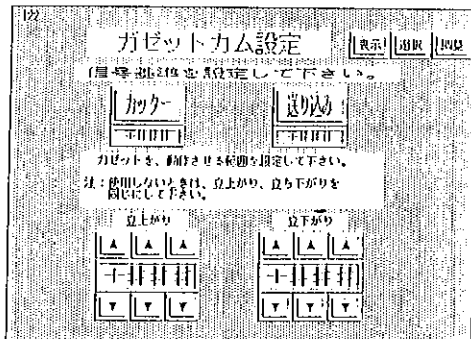 122
ガゼットカム設定
表示 選択
信号距離を設定して下さい。
カッター 送り込み
ガゼットを、動作させる範囲を設定して下さい。
注：使用しないときは、立上がり、立ち下がりを
同じにして下さい。
立上がり 立下がり
▲ ▲ ▲ ▲ ▲ ▲
▼ ▼ ▼ ▼ ▼ ▼